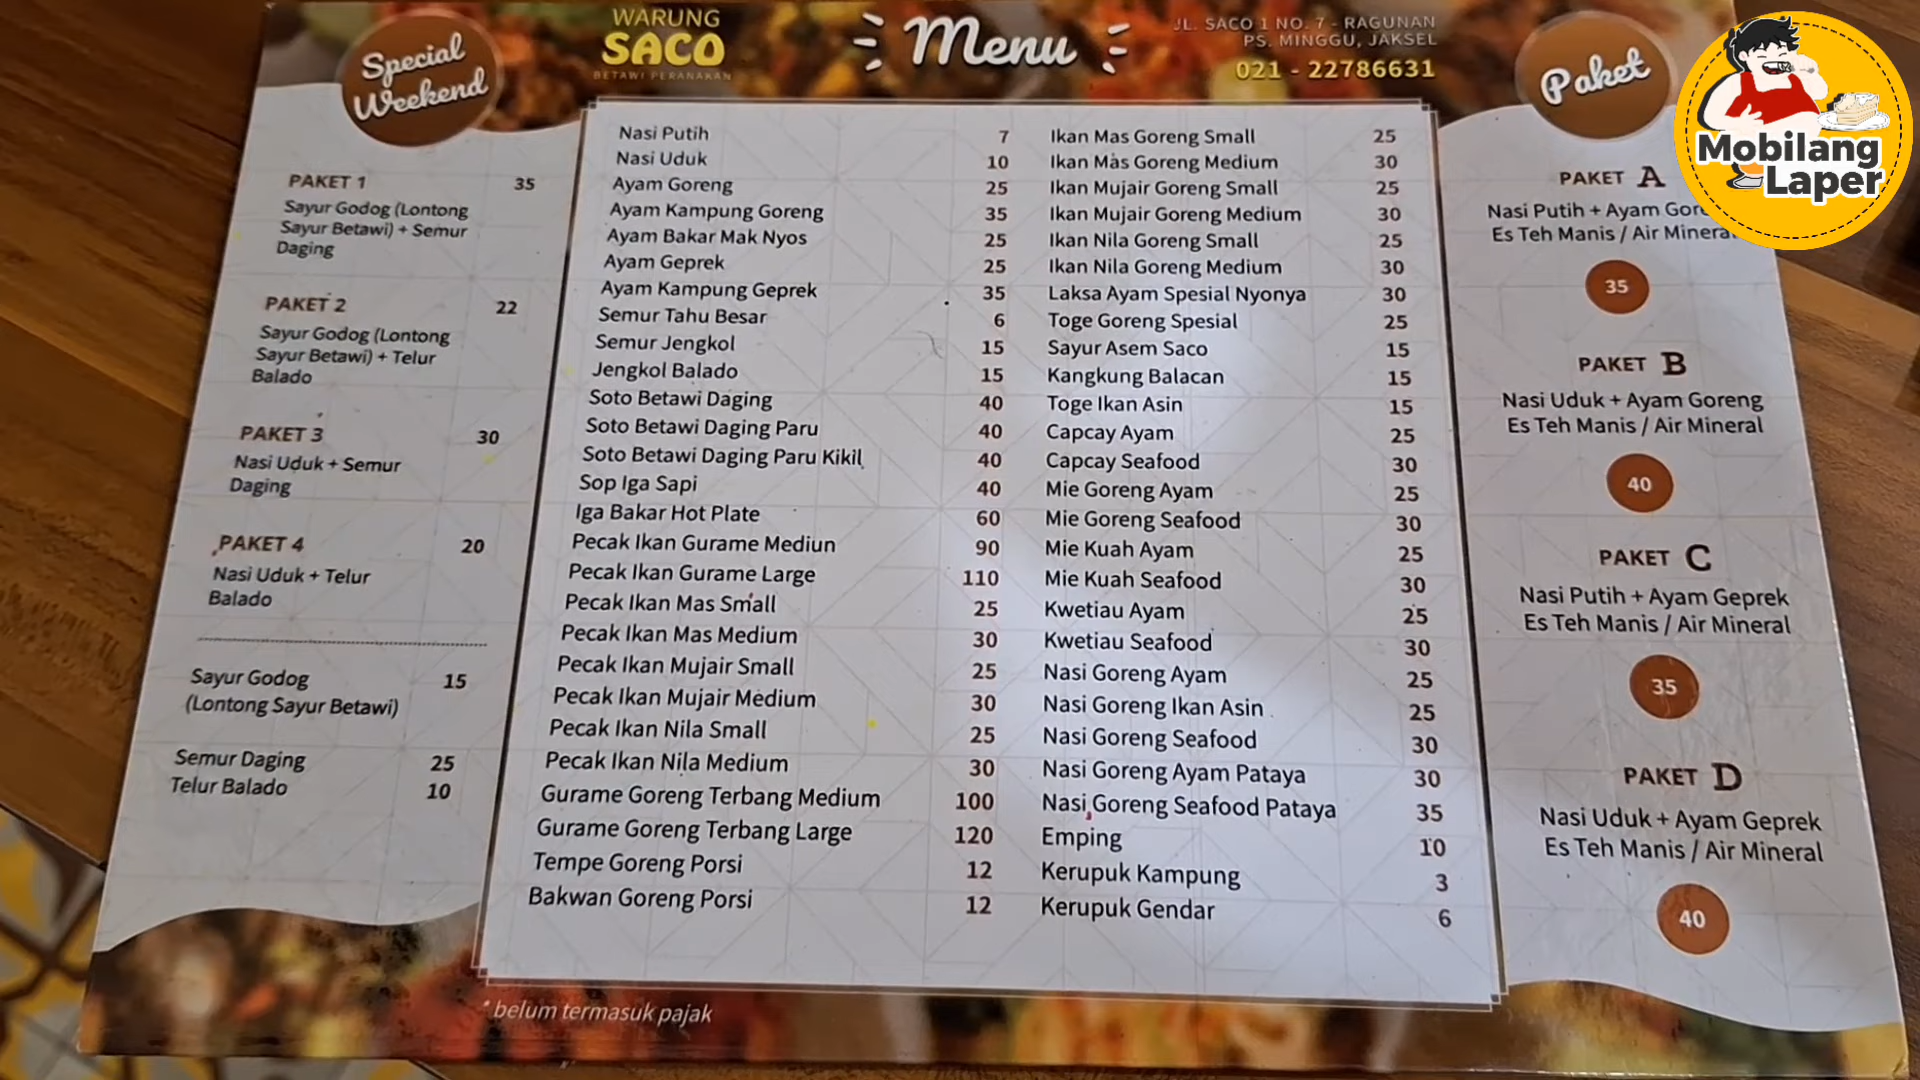 WARUNG
SACO
BETAWI PERANAKAN
Menu
JL. SACO 1 NO. 7 - RAGUNAN
PS. MINGGU, JAKSEL
021 - 22786631
Special
Weekend
PAKET 1 35
Sayur Godog (Lontong
Sayur Betawi) + Semur
Daging
PAKET 2 22
Sayur Godog (Lontong
Sayur Betawi) + Telur
Balado
PAKET 3 30
Nasi Uduk + Semur
Daging
PAKET 4 20
Nasi Uduk + Telur
Balado
Sayur Godog 15
(Lontong Sayur Betawi)
Semur Daging 25
Telur Balado 10
Nasi Putih 7
Nasi Uduk 10
Ayam Goreng 25
Ayam Kampung Goreng 35
Ayam Bakar Mak Nyos 25
Ayam Geprek 25
Ayam Kampung Geprek 35
Semur Tahu Besar 6
Semur Jengkol 15
Jengkol Balado 15
Soto Betawi Daging 40
Soto Betawi Daging Paru 40
Soto Betawi Daging Paru Kikil 40
Sop Iga Sapi 40
Iga Bakar Hot Plate 60
Pecak Ikan Gurame Mediun 90
Pecak Ikan Gurame Large 110
Pecak Ikan Mas Small 25
Pecak Ikan Mas Medium 30
Pecak Ikan Mujair Small 25
Pecak Ikan Mujair Medium 30
Pecak Ikan Nila Small 25
Pecak Ikan Nila Medium 30
Gurame Goreng Terbang Medium 100
Gurame Goreng Terbang Large 120
Tempe Goreng Porsi 12
Bakwan Goreng Porsi 12
Ikan Mas Goreng Small 25
Ikan Mas Goreng Medium 30
Ikan Mujair Goreng Small 25
Ikan Mujair Goreng Medium 30
Ikan Nila Goreng Small 25
Ikan Nila Goreng Medium 30
Laksa Ayam Spesial Nyonya 30
Toge Goreng Spesial 25
Sayur Asem Saco 15
Kangkung Balacan 15
Toge Ikan Asin 15
Capcay Ayam 25
Capcay Seafood 30
Mie Goreng Ayam 25
Mie Goreng Seafood 30
Mie Kuah Ayam 25
Mie Kuah Seafood 30
Kwetiau Ayam 25
Kwetiau Seafood 30
Nasi Goreng Ayam 25
Nasi Goreng Ikan Asin 25
Nasi Goreng Seafood 30
Nasi Goreng Ayam Pataya 30
Nasi Goreng Seafood Pataya 35
Emping 10
Kerupuk Kampung 3
Kerupuk Gendar 6
* belum termasuk pajak
Paket
PAKET A
Nasi Putih + Ayam
Es Teh Manis / Air
35
PAKET B
Nasi Uduk + Ayam Goreng
Es Teh Manis / Air Mineral
40
PAKET C
Nasi Putih + Ayam Geprek
Es Teh Manis / Air Mineral
35
PAKET D
Nasi Uduk + Ayam Geprek
Es Teh Manis / Air Mineral
40
Mobilang
Laper